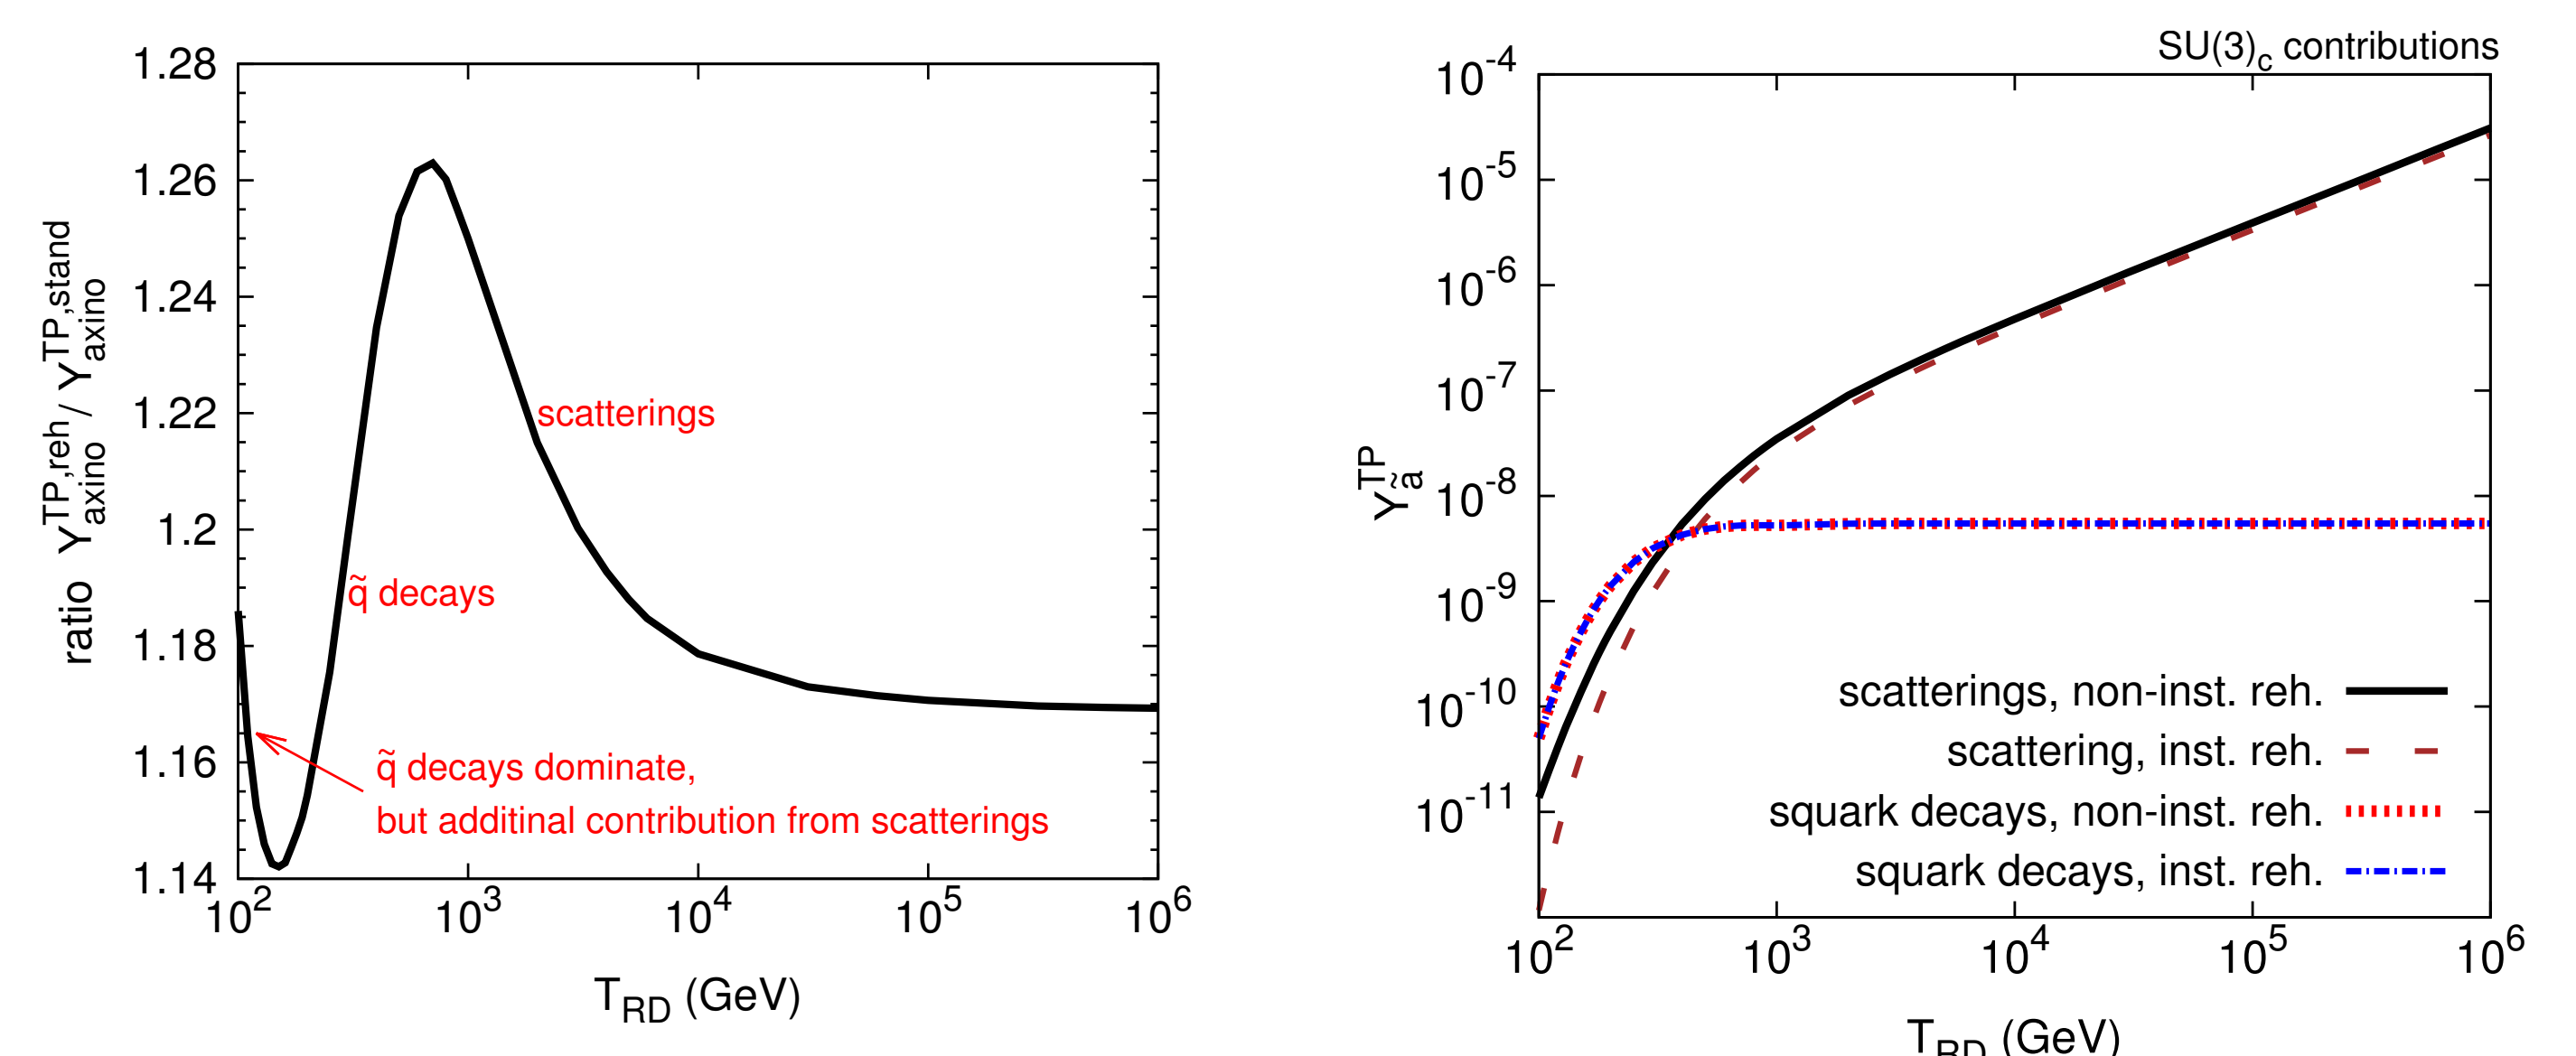 1.28
1.26
1.24
1.22
1.2
1.18
1.16
1.14
10^2 10^3 10^4 10^5 10^6
T_RD (GeV)
ratio Y_axino^TP,reh / Y_axino^TP,stand
scatterings
q̃ decays
q̃ decays dominate,
but additinal contribution from scatterings
SU(3)_c contributions
10^-4
10^-5
10^-6
10^-7
10^-8
10^-9
10^-10
10^-11
Y_ã^TP
scatterings, non-inst. reh.
scattering, inst. reh.
squark decays, non-inst. reh.
squark decays, inst. reh.
10^2 10^3 10^4 10^5 10^6
T_RD (GeV)